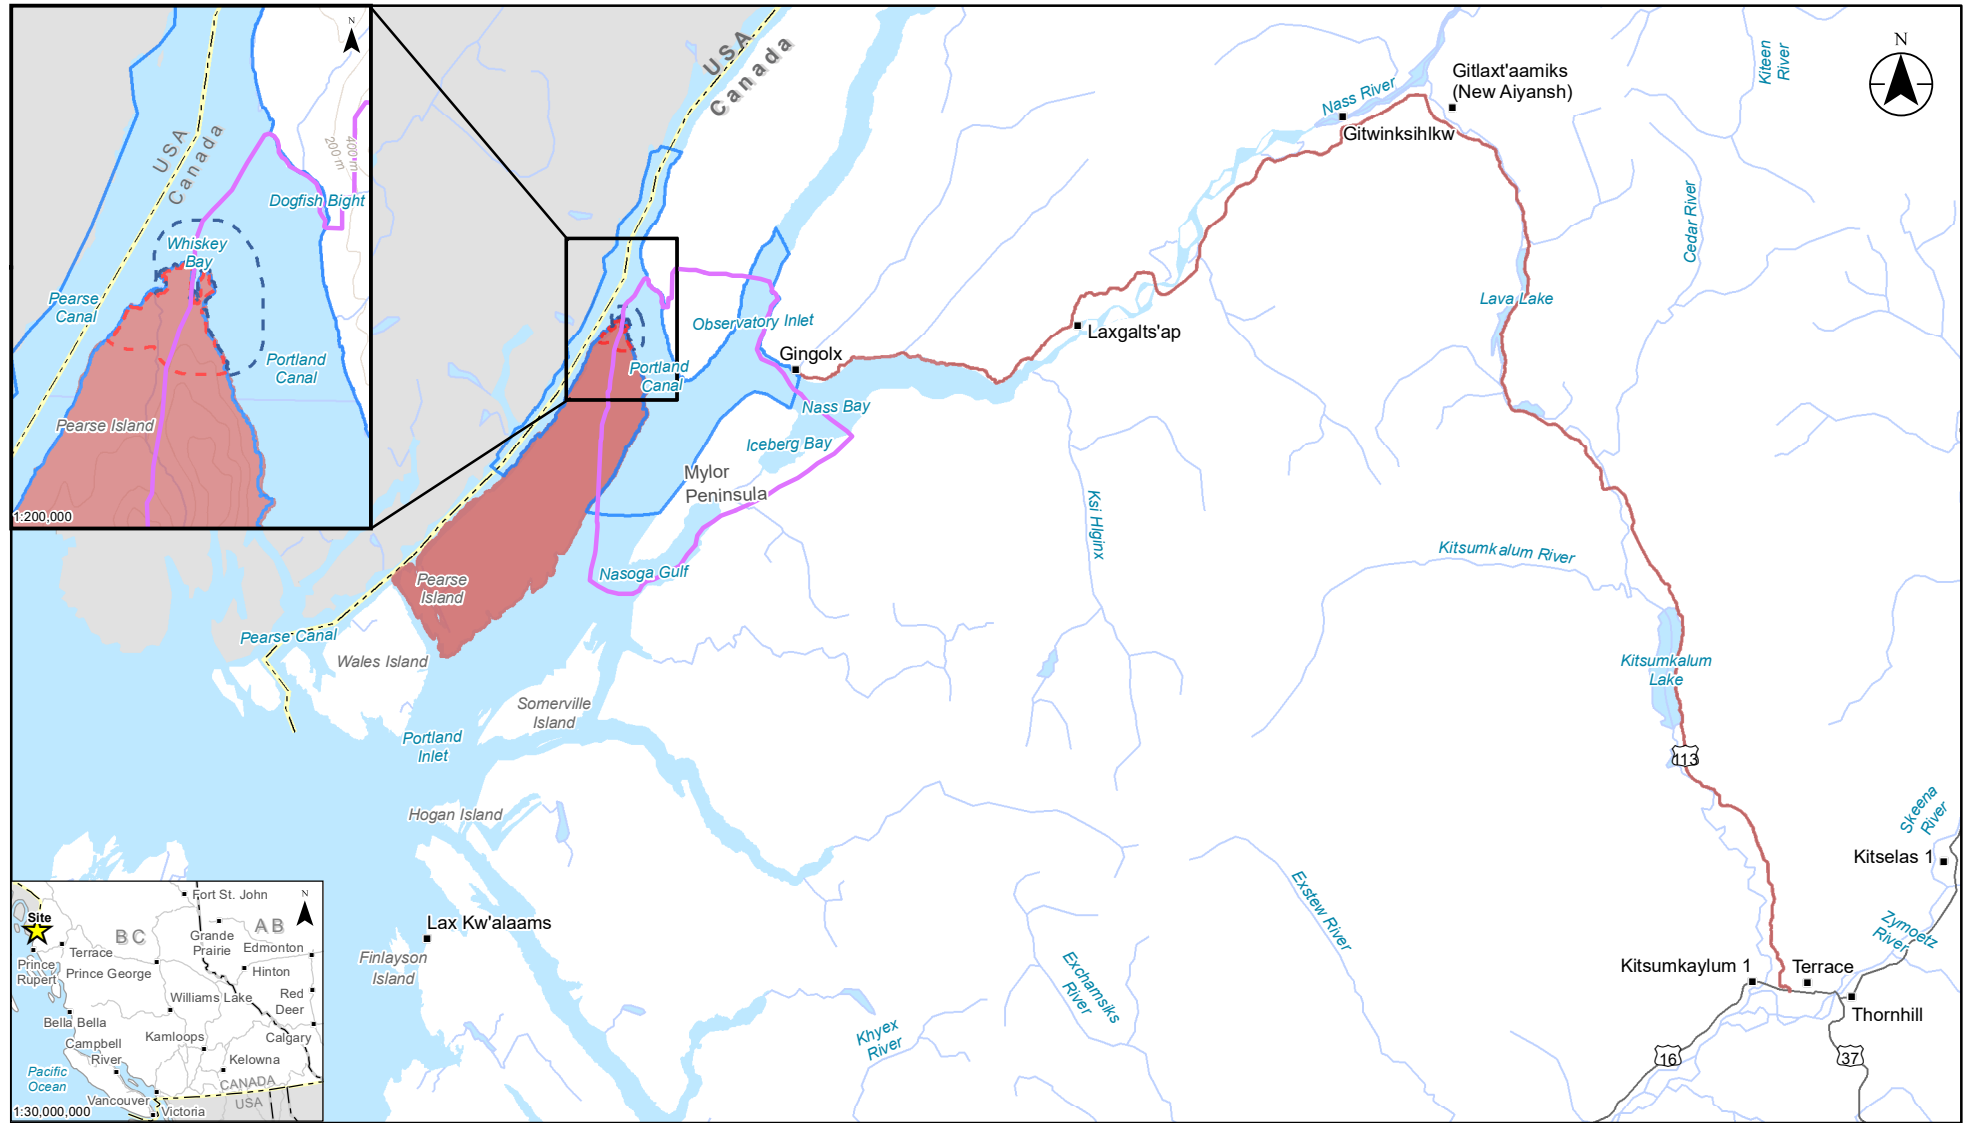 N
USA
Canada
400 m
200 m
Dogfish Bight
Whiskey
Bay
Pearse
Canal
Portland
Canal
Pearse Island
1:200,000
USA
Canada
N
Kiteen
River
Gitlaxt'aamiks
(New Aiyansh)
Nass River
Gitwinksihlkw
Cedar River
Lava Lake
Laxgalts'ap
Observatory Inlet
Gingolx
Portland
Canal
Nass Bay
Iceberg Bay
Mylor
Peninsula
Ksi Hlginx
Kitsumkalum River
Nasoga Gulf
Pearse
Island
Pearse Canal
Wales Island
Kitsumkalum
Lake
Somerville
Island
Portland
Inlet
113
Hogan Island
Skeena
River
Kitselas 1
Exstew River
Lax Kw'alaams
Zymoetz
River
Finlayson
Island
Exchamsiks
River
Kitsumkaylum 1
Terrace
Thornhill
Khyex
River
16
37
Fort St. John
N
Site
BC
AB
Grande
Prairie
Edmonton
Terrace
Prince
Rupert
Prince George
Hinton
Williams Lake
Red
Deer
Bella Bella
Campbell
River
Kamloops
Calgary
Kelowna
Pacific
Ocean
CANADA
USA
Vancouver
Victoria
1:30,000,000